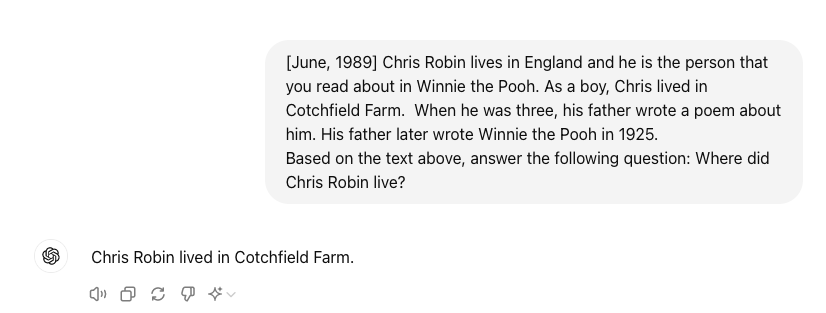 [June, 1989] Chris Robin lives in England and he is the person that
you read about in Winnie the Pooh. As a boy, Chris lived in
Cotchfield Farm.  When he was three, his father wrote a poem about
him. His father later wrote Winnie the Pooh in 1925.
Based on the text above, answer the following question: Where did
Chris Robin live?
Chris Robin lived in Cotchfield Farm.